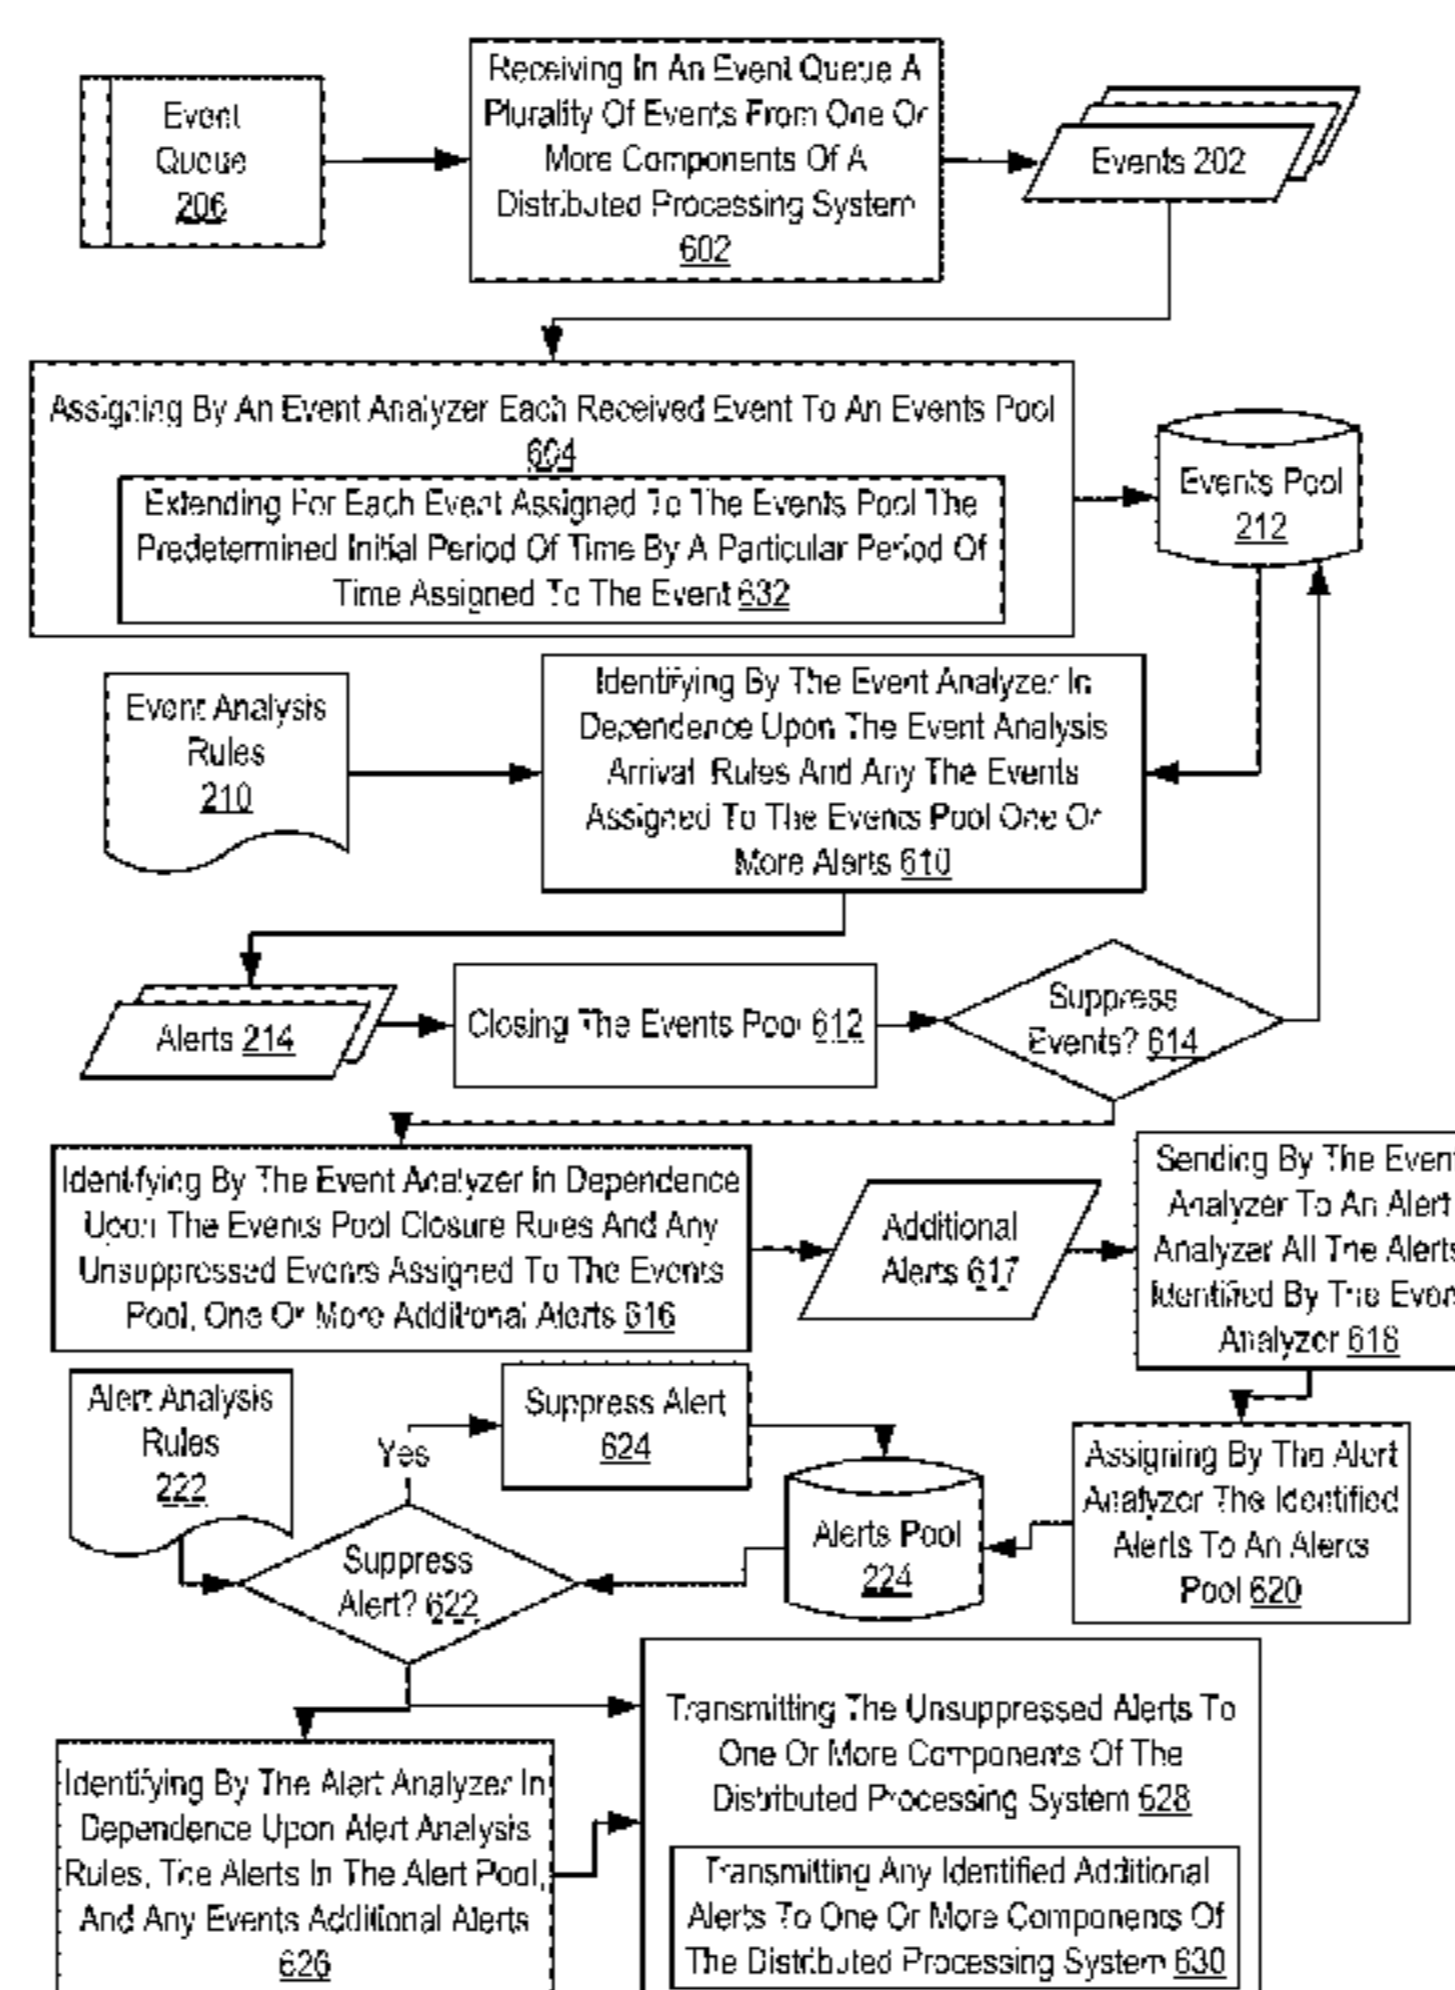 Event
Queue
206
Receiving In An Event Queue A
Plurality Of Events From One Or
More Components Of A
Distributed Processing System
602
Events 202
Assigning By An Event Analyzer Each Received Event To An Events Pool
604
Extending For Each Event Assigned To The Events Pool The
Predetermined Initial Period Of Time By A Particular Period Of
Time Assigned To The Event 632
Events Pool
212
Event Analysis
Rules
210
Identifying By The Event Analyzer In
Dependence Upon The Event Analysis
Arrival Rules And Any The Events
Assigned To The Events Pool One Or
More Alerts 610
Alerts 214
Closing The Events Pool 612
Suppress
Events? 614
Identifying By The Event Analyzer In Dependence
Upon The Events Pool Closure Rules And Any
Unsuppressed Events Assigned To The Events
Pool, One Or More Additional Alerts 616
Additional
Alerts 617
Sending By The Event
Analyzer To An Alert
Analyzer All The Alerts
Identified By The Event
Analyzer 618
Alert Analysis
Rules
222
Yes
Suppress Alert
624
Suppress
Alert? 622
Alerts Pool
224
Assigning By The Alert
Analyzer The Identified
Alerts To An Alerts
Pool 620
Identifying By The Alert Analyzer In
Dependence Upon Alert Analysis
Rules, The Alerts In The Alert Pool,
And Any Events Additional Alerts
626
Transmitting The Unsuppressed Alerts To
One Or More Components Of The
Distributed Processing System 628
Transmitting Any Identified Additional
Alerts To One Or More Components Of
The Distributed Processing System 630